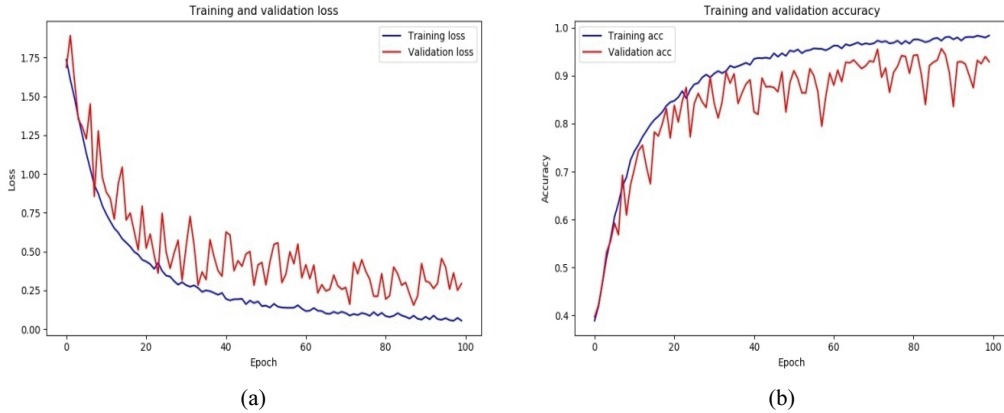 Training and validation loss
Training loss
Validation loss
1.75
1.50
1.25
1.00
0.75
0.50
0.25
0.00
Loss
0
20
40
60
80
100
Epoch
(a)
Training and validation accuracy
Training acc
Validation acc
1.0
0.9
0.8
0.7
0.6
0.5
0.4
Accuracy
0
20
40
60
80
100
Epoch
(b)